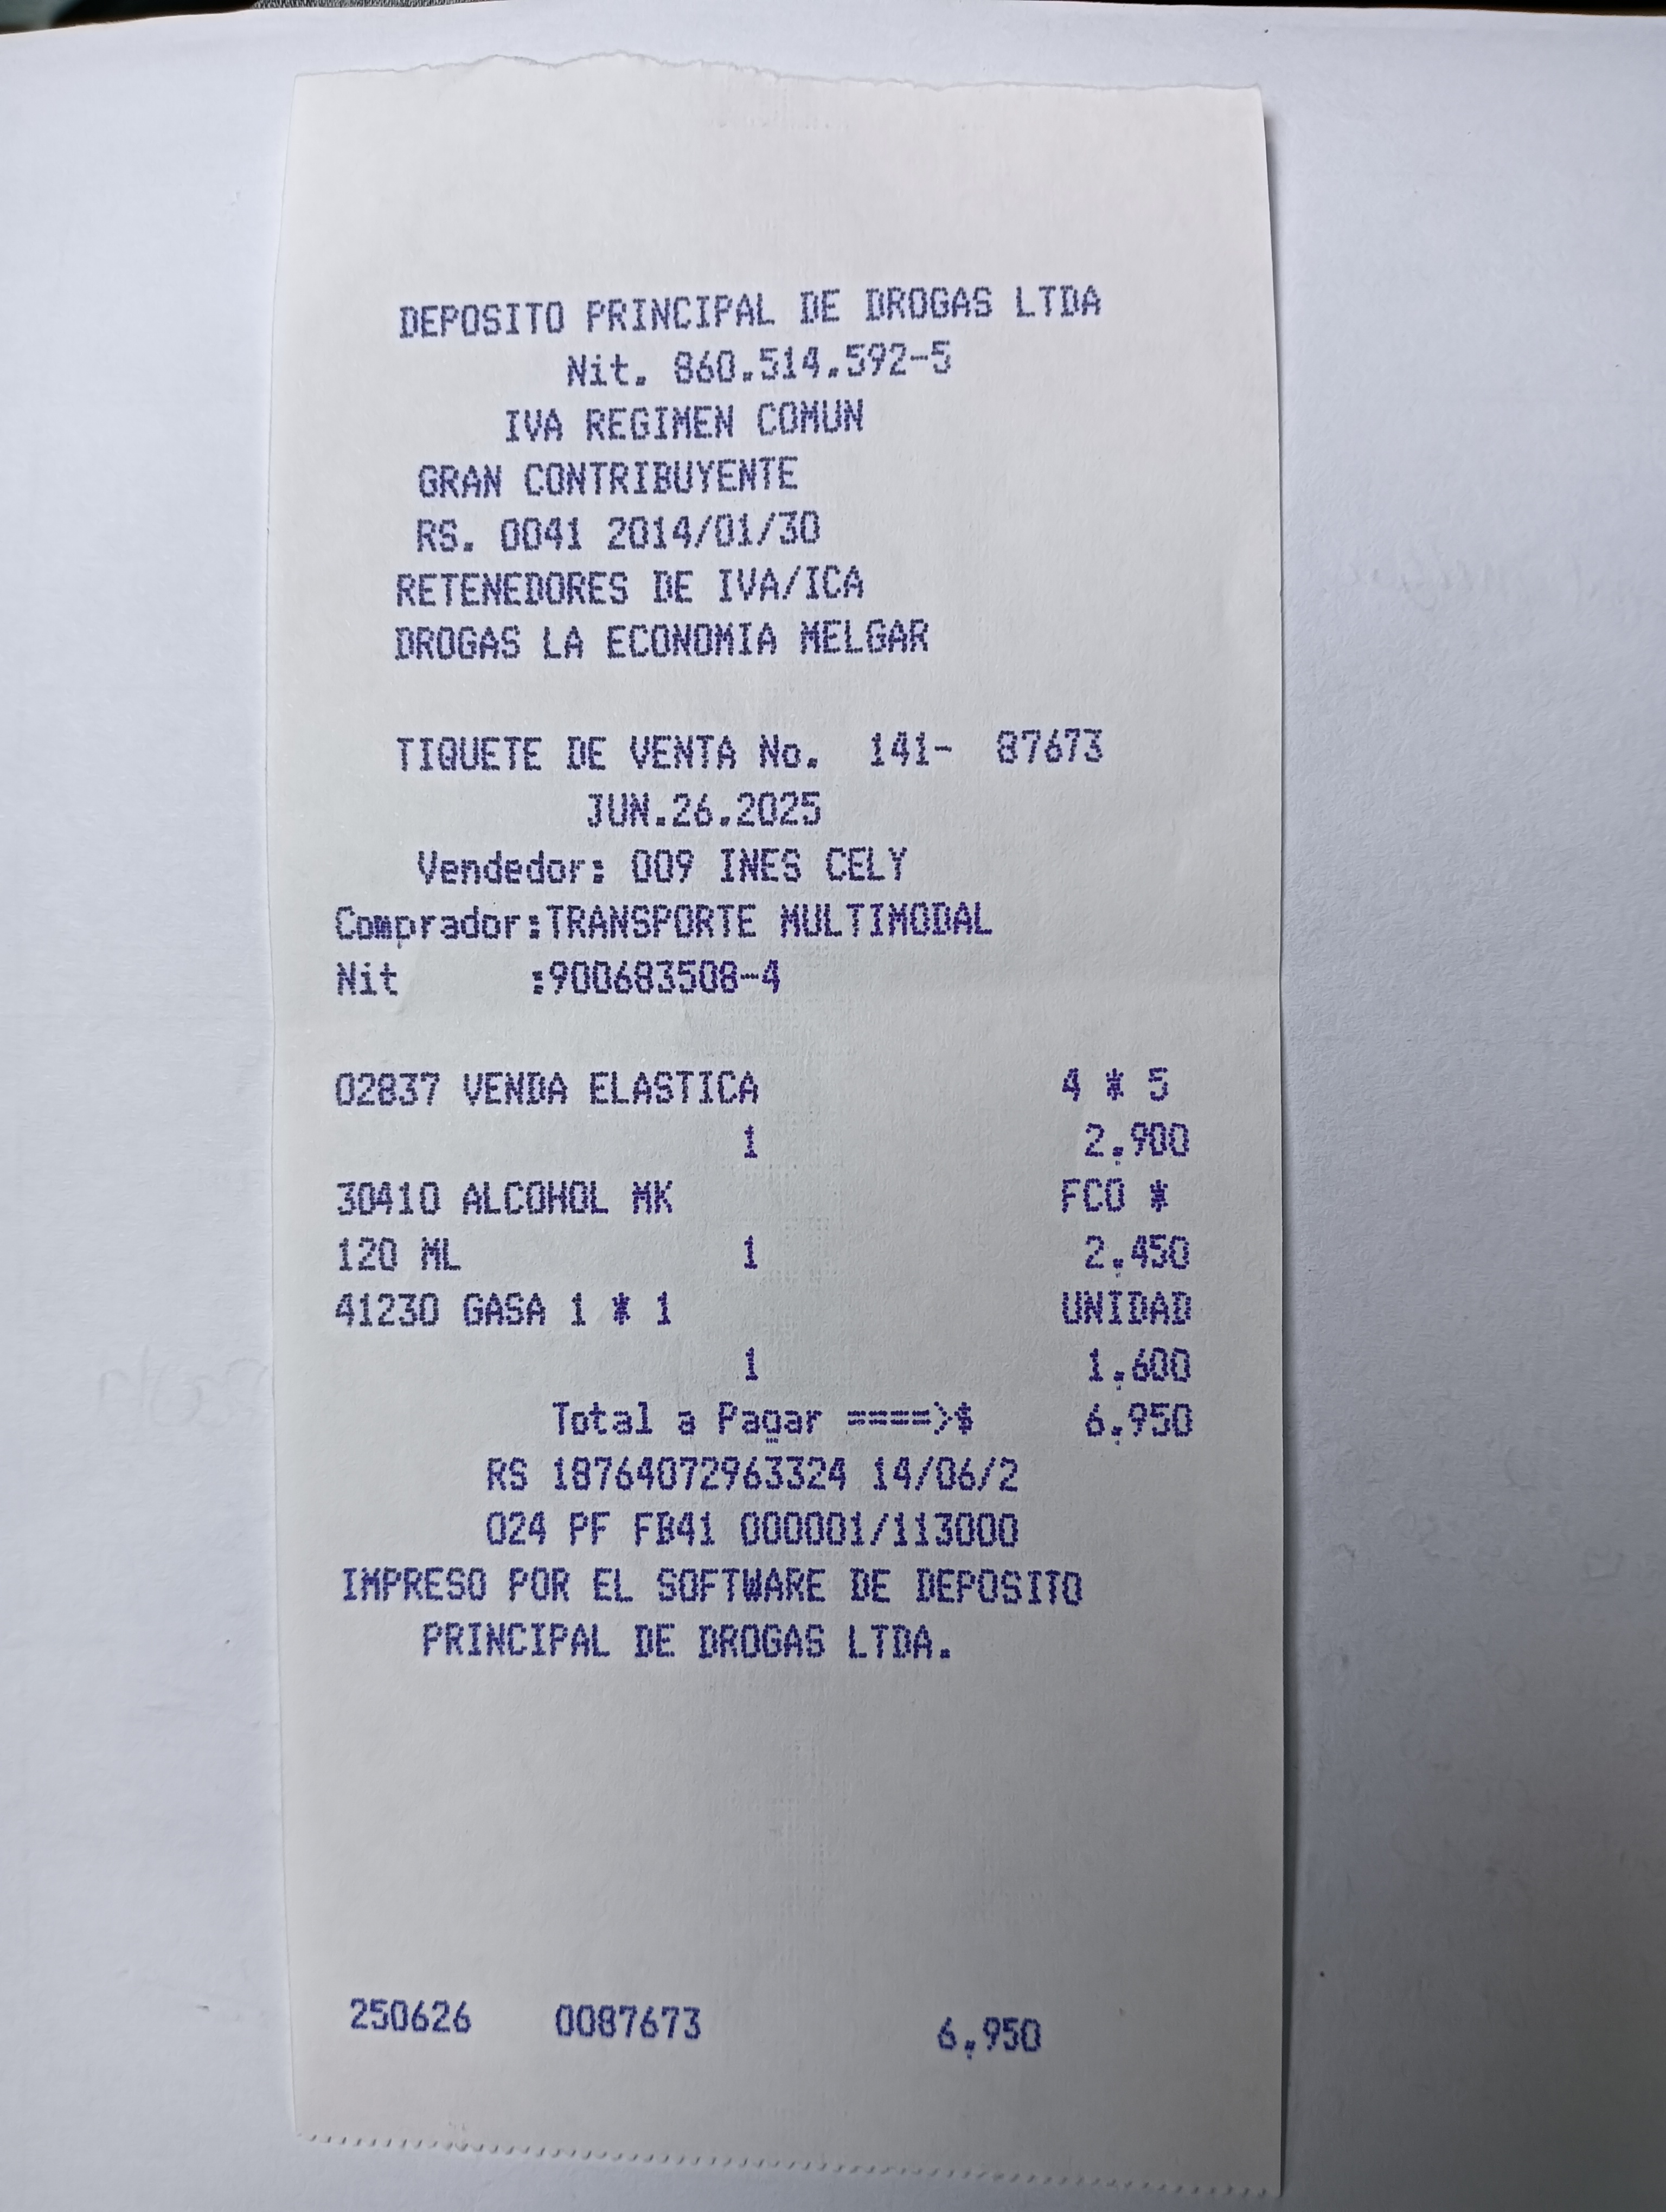 DEPOSITO PRINCIPAL DE DROGAS LTDA
Nit. 860.514.592-5
IVA REGIMEN COMUN
GRAN CONTRIBUYENTE
RS. 0041 2014/01/30
RETENEDORES DE IVA/ICA
DROGAS LA ECONOMIA MELGAR
TIQUETE DE VENTA No. 141- 87673
JUN.26.2025
Vendedor: 009 INES CELY
Comprador:TRANSPORTE MULTIMODAL
Nit :900683508-4
02837 VENDA ELASTICA 4 * 5
1 2.900
30410 ALCOHOL MK FCO *
120 ML 1 2.450
41230 GASA 1 * 1 UNIDAD
1 1.600
Total a Pagar ====>$ 6.950
RS 18764072963324 14/06/2
024 PF FB41 000001/113000
IMPRESO POR EL SOFTWARE DE DEPOSITO
PRINCIPAL DE DROGAS LTDA.
250626 0087673 6.950